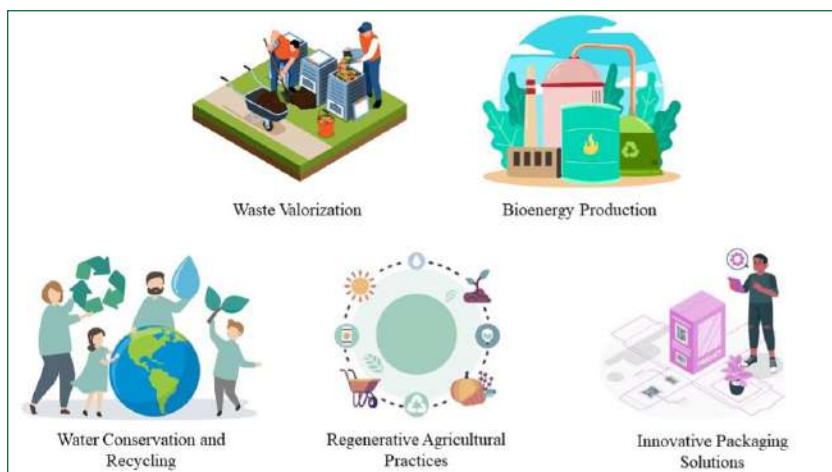 Waste Valorization
Bioenergy Production
Water Conservation and
Recycling
Regenerative Agricultural
Practices
Innovative Packaging
Solutions